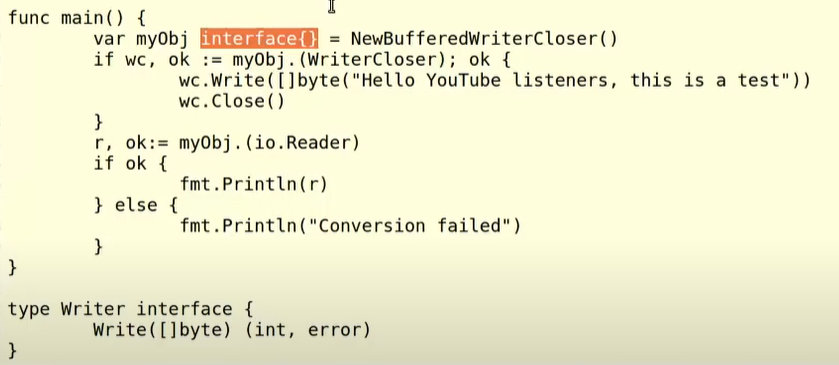 func main() {
        var myObj interface{} = NewBufferedWriterCloser()
        if wc, ok := myObj.(WriterCloser); ok {
                wc.Write([]byte("Hello YouTube listeners, this is a test"))
                wc.Close()
        }
        r, ok:= myObj.(io.Reader)
        if ok {
                fmt.Println(r)
        } else {
                fmt.Println("Conversion failed")
        }
}

type Writer interface {
        Write([]byte) (int, error)
}